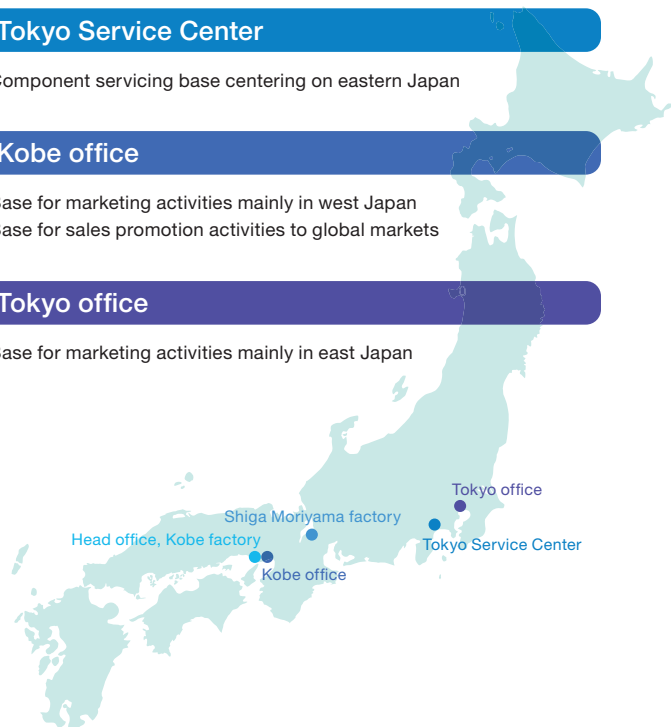 Tokyo Service Center
Component servicing base centering on eastern Japan
Kobe office
Base for marketing activities mainly in west Japan
Base for sales promotion activities to global markets
Tokyo office
Base for marketing activities mainly in east Japan
Tokyo office
Shiga Moriyama factory
Head office, Kobe factory
Tokyo Service Center
Kobe office